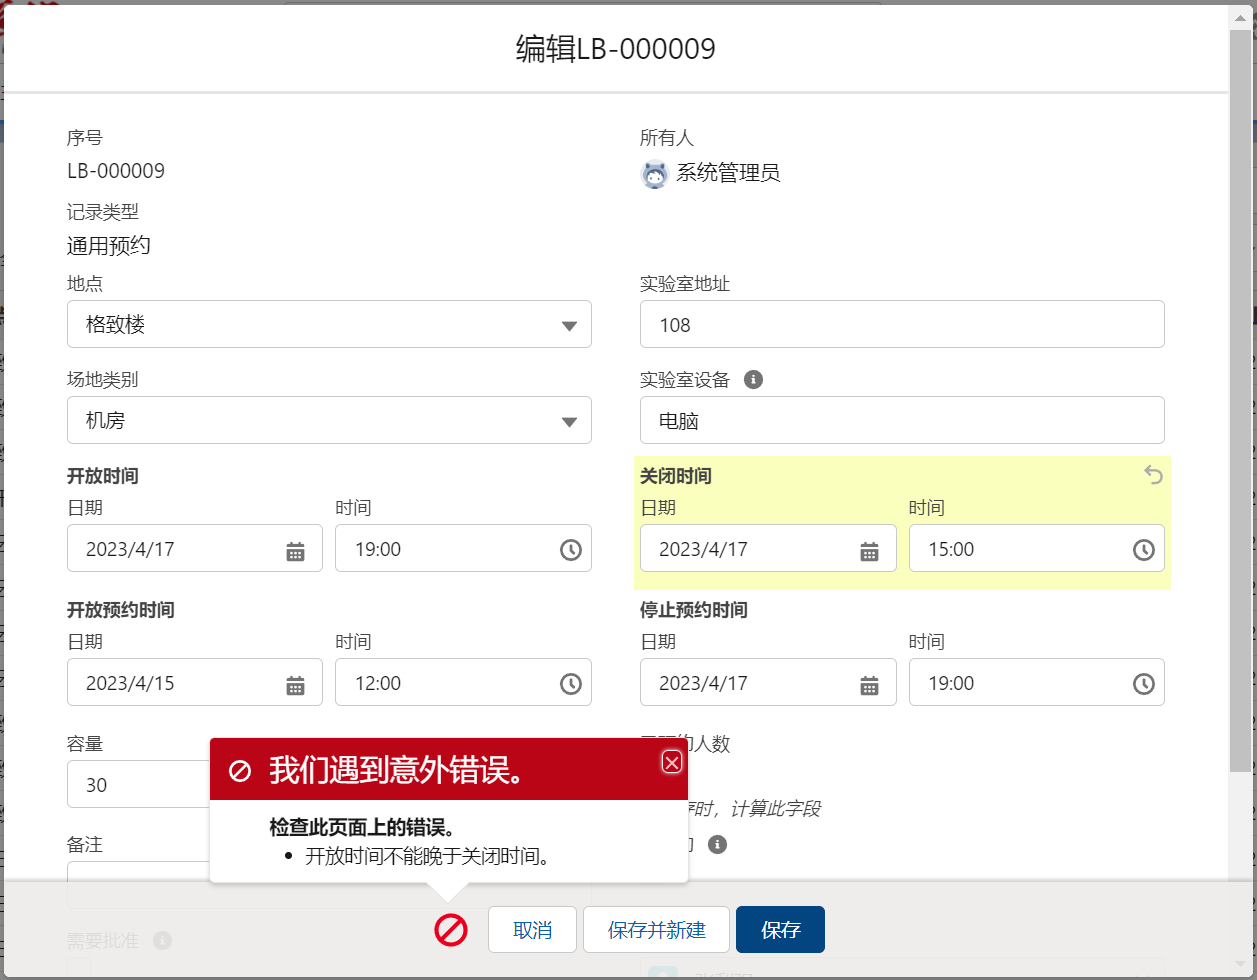 编辑LB-000009
序号
所有人
LB-000009
系统管理员
记录类型
通用预约
地点
实验室地址
格致楼
108
场地类别
实验室设备
机房
电脑
开放时间
关闭时间
日期
时间
日期
时间
2023/4/17
19:00
2023/4/17
15:00
开放预约时间
停止预约时间
日期
时间
日期
时间
2023/4/15
12:00
2023/4/17
19:00
容量
人数
30
我们遇到意外错误。
时，计算此字段
检查此页面上的错误。
开放时间不能晚于关闭时间。
备注
取消
保存并新建
保存
需要批准